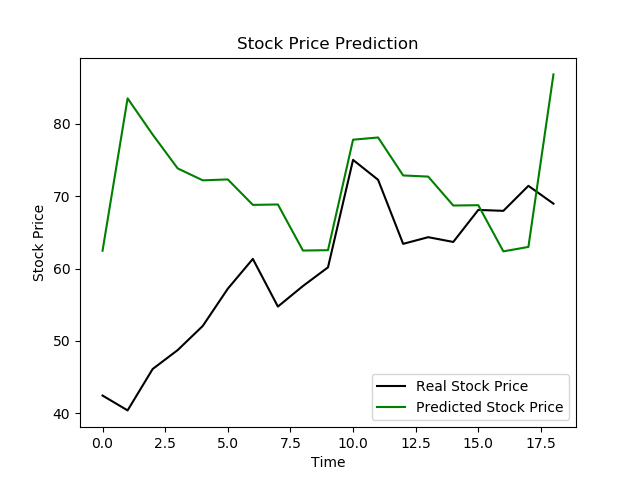 Stock Price Prediction
Stock Price
80
70
60
50
40
Real Stock Price
Predicted Stock Price
0.0 2.5 5.0 7.5 10.0 12.5 15.0 17.5
Time